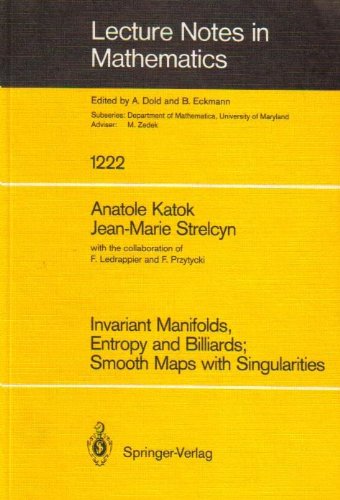 Lecture Notes in
Mathematics
Edited by A. Dold and B. Eckmann
Subseries: Department of Mathematics, University of Maryland
Adviser: M. Zedek
1222
Anatole Katok
Jean-Marie Strelcyn
with the collaboration of
F. Ledrappier and F. Przytycki
Invariant Manifolds,
Entropy and Billiards;
Smooth Maps with Singularities
Springer-Verlag